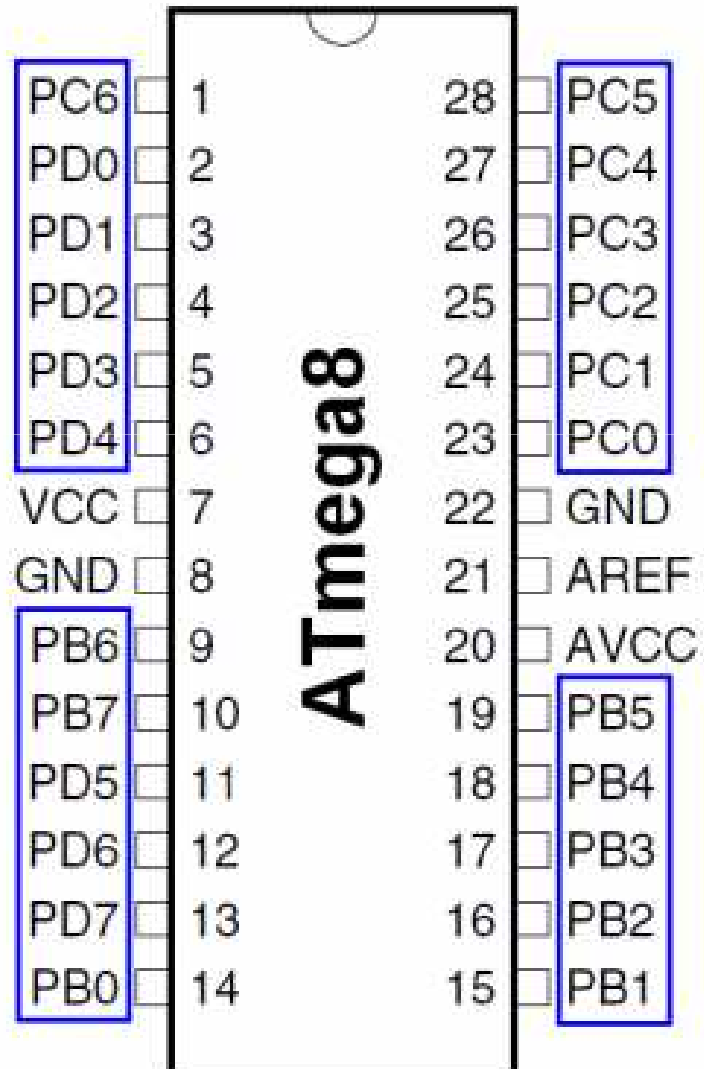 PC6 1 28 PC5
PD0 2 27 PC4
PD1 3 26 PC3
PD2 4 25 PC2
PD3 5 24 PC1
PD4 6 23 PC0
VCC 7 22 GND
GND 8 21 AREF
PB6 9 20 AVCC
PB7 10 19 PB5
PD5 11 18 PB4
PD6 12 17 PB3
PD7 13 16 PB2
PB0 14 15 PB1
ATmega8